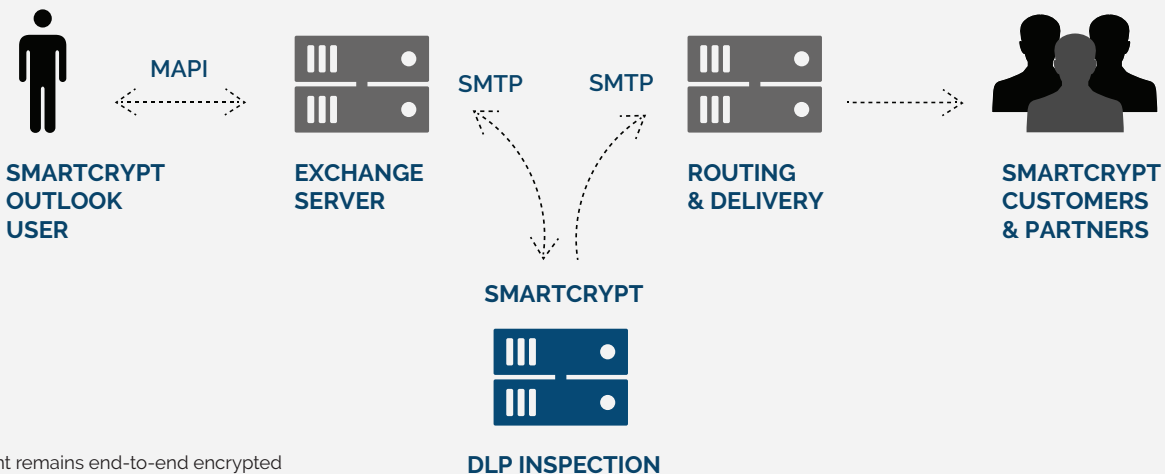 MAPI
SMTP
SMTP
SMARTCRYPT
OUTLOOK
USER
EXCHANGE
SERVER
ROUTING
& DELIVERY
SMARTCRYPT
CUSTOMERS
& PARTNERS
SMARTCRYPT
nt remains end-to-end encrypted
DLP INSPECTION